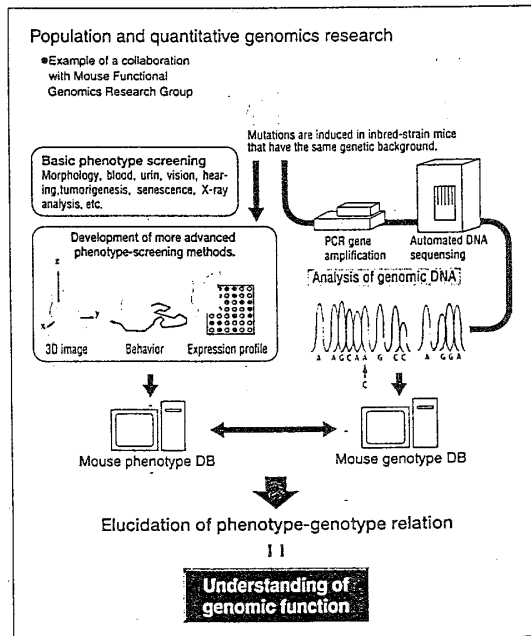 Population and quantitative genomics research
●Example of a collaboration
with Mouse Functional
Genomics Research Group
Mutations are induced in inbred-strain mice
that have the same genetic background.
Basic phenotype screening
Morphology, blood, urin, vision, hear-
ing,tumorigenesis, senescence, X-ray
analysis, etc.
Development of more advanced
phenotype-screening methods.
z
x
y
3D image
Behavior
Expression profile
PCR gene
amplification
Automated DNA
sequencing
Analysis of genomic DNA
A AGCAA G CC A GGA
C
Mouse phenotype DB
Mouse genotype DB
Elucidation of phenotype-genotype relation
Understanding of
genomic function